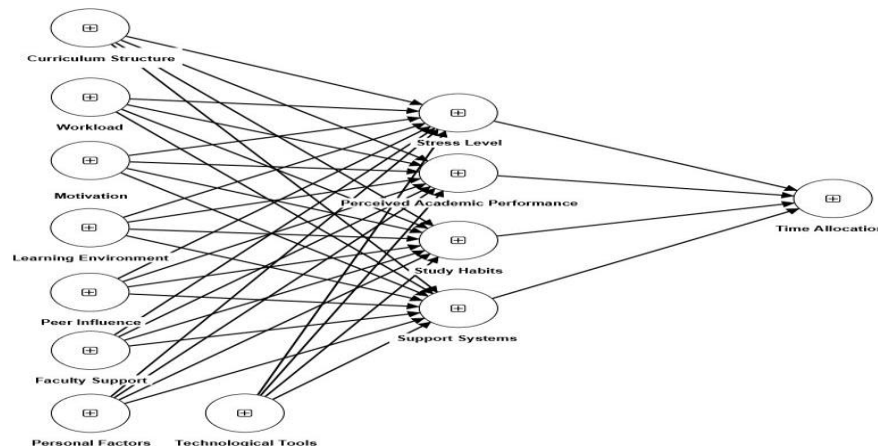 Curriculum Structure
Workload
Motivation
Learning Environment
Peer Influence
Faculty Support
Personal Factors
Technological Tools
Stress Level
Perceived Academic Performance
Study Habits
Support Systems
Time Allocation